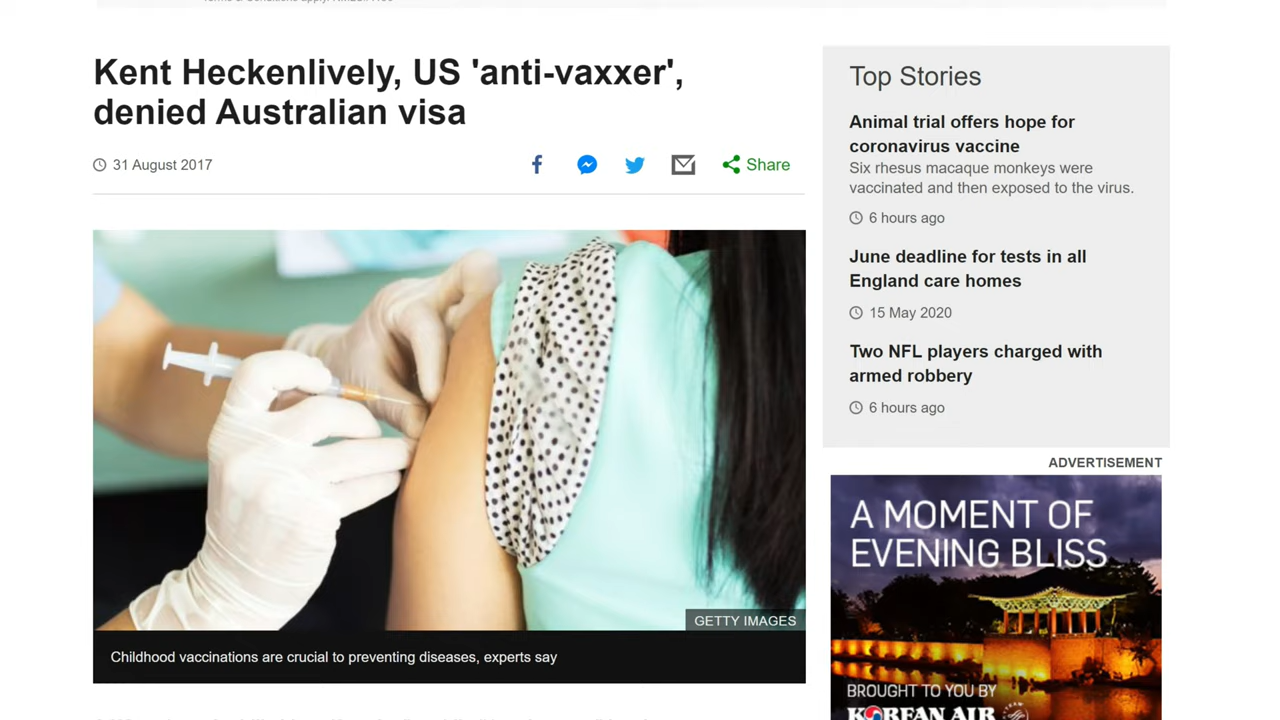 Kent Heckenlively, US 'anti-vaxxer',
denied Australian visa
31 August 2017
Share
GETTY IMAGES
Childhood vaccinations are crucial to preventing diseases, experts say
Top Stories
Animal trial offers hope for
coronavirus vaccine
Six rhesus macaque monkeys were
vaccinated and then exposed to the virus.
6 hours ago
June deadline for tests in all
England care homes
15 May 2020
Two NFL players charged with
armed robbery
6 hours ago
ADVERTISEMENT
A MOMENT OF
EVENING BLISS
BROUGHT TO YOU BY
KOREAN AIR